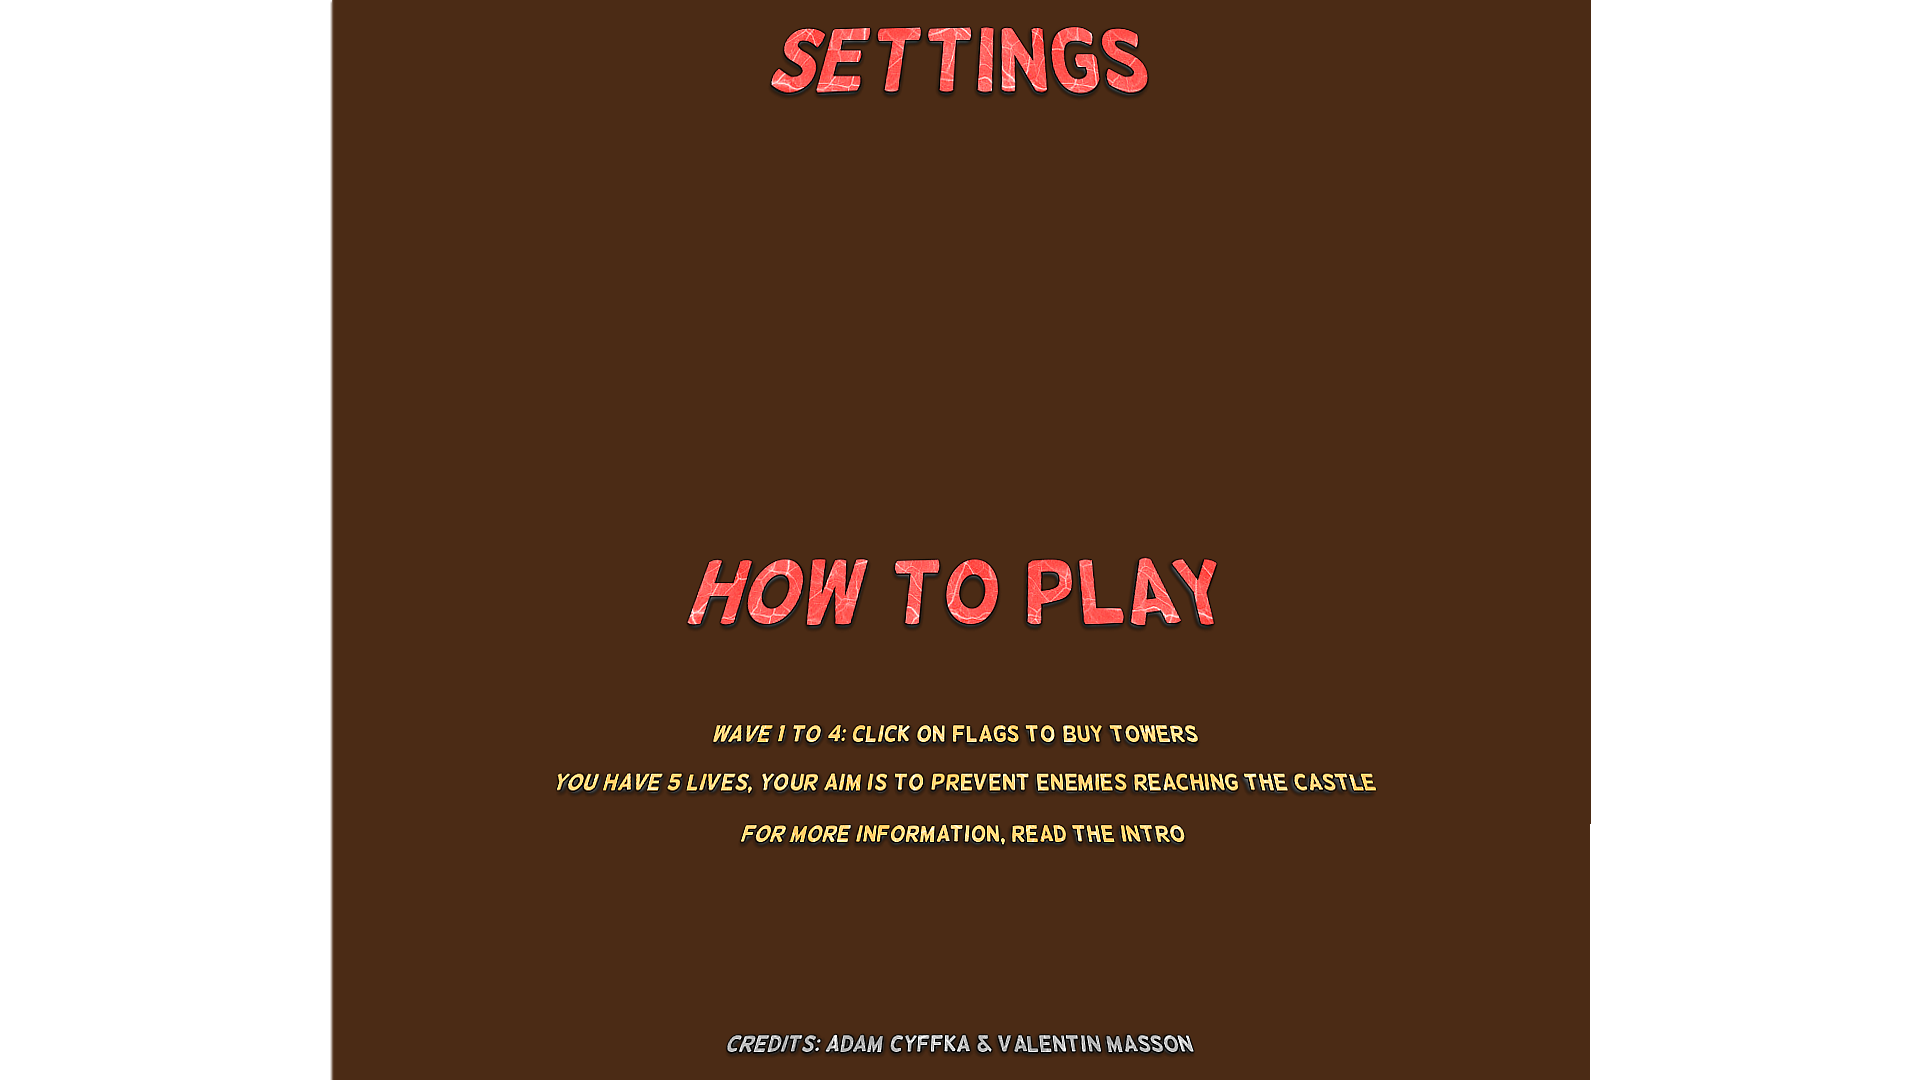 SETTINGS
HOW TO PLAY
WAVE 1 TO 4: CLICK ON FLAGS TO BUY TOWERS
YOU HAVE 5 LIVES, YOUR AIM IS TO PREVENT ENEMIES REACHING THE CASTLE
FOR MORE INFORMATION, READ THE INTRO
CREDITS: ADAM CYFFKA & VALENTIN MASSON